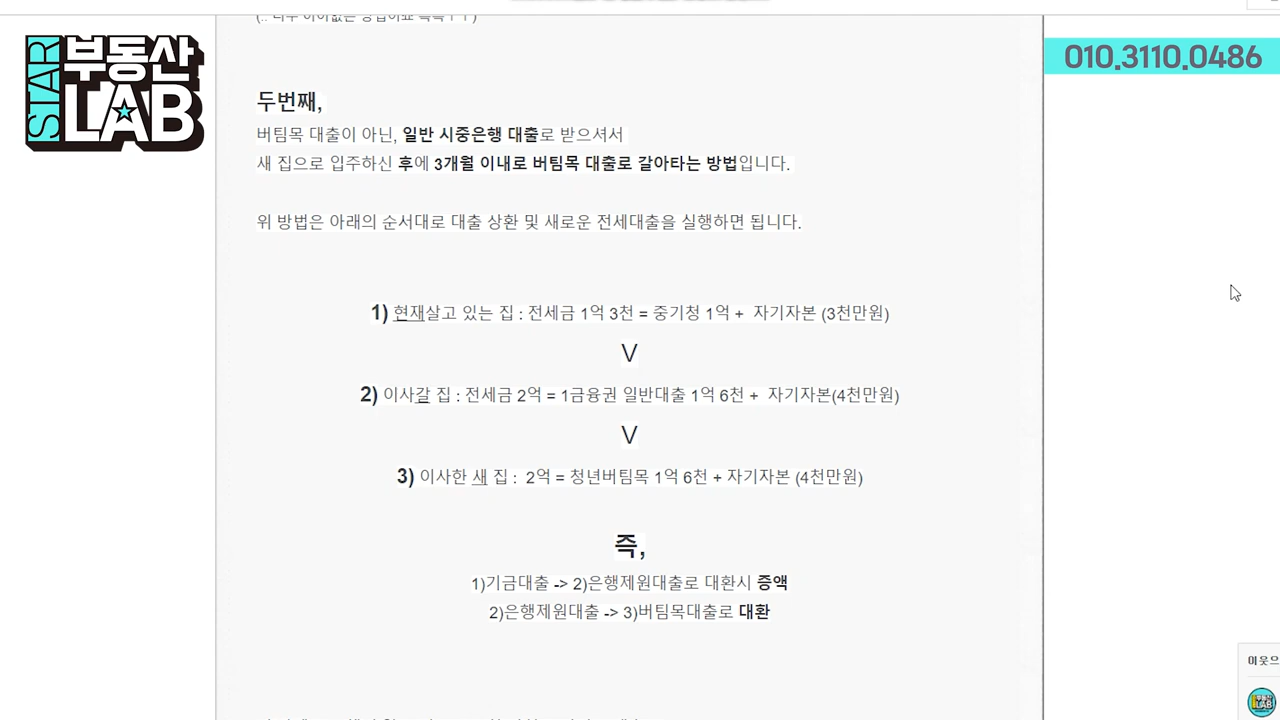 STAR
부동산
LAB
010.3110.0486
두번째,
버팀목 대출이 아닌, 일반 시중은행 대출로 받으셔서
새 집으로 입주하신 후에 3개월 이내로 버팀목 대출로 갈아타는 방법입니다.
위 방법은 아래의 순서대로 대출 상환 및 새로운 전세대출을 실행하면 됩니다.
1) 현재살고 있는 집 : 전세금 1억 3천 = 중기청 1억 + 자기자본 (3천만원)
V
2) 이사갈 집 : 전세금 2억 = 1금융권 일반대출 1억 6천 + 자기자본(4천만원)
V
3) 이사한 새 집 : 2억 = 청년버팀목 1억 6천 + 자기자본 (4천만원)
즉,
1)기금대출 -> 2)은행제원대출로 대환시 증액
2)은행제원대출 -> 3)버팀목대출로 대환
이웃으
부동산
LAB